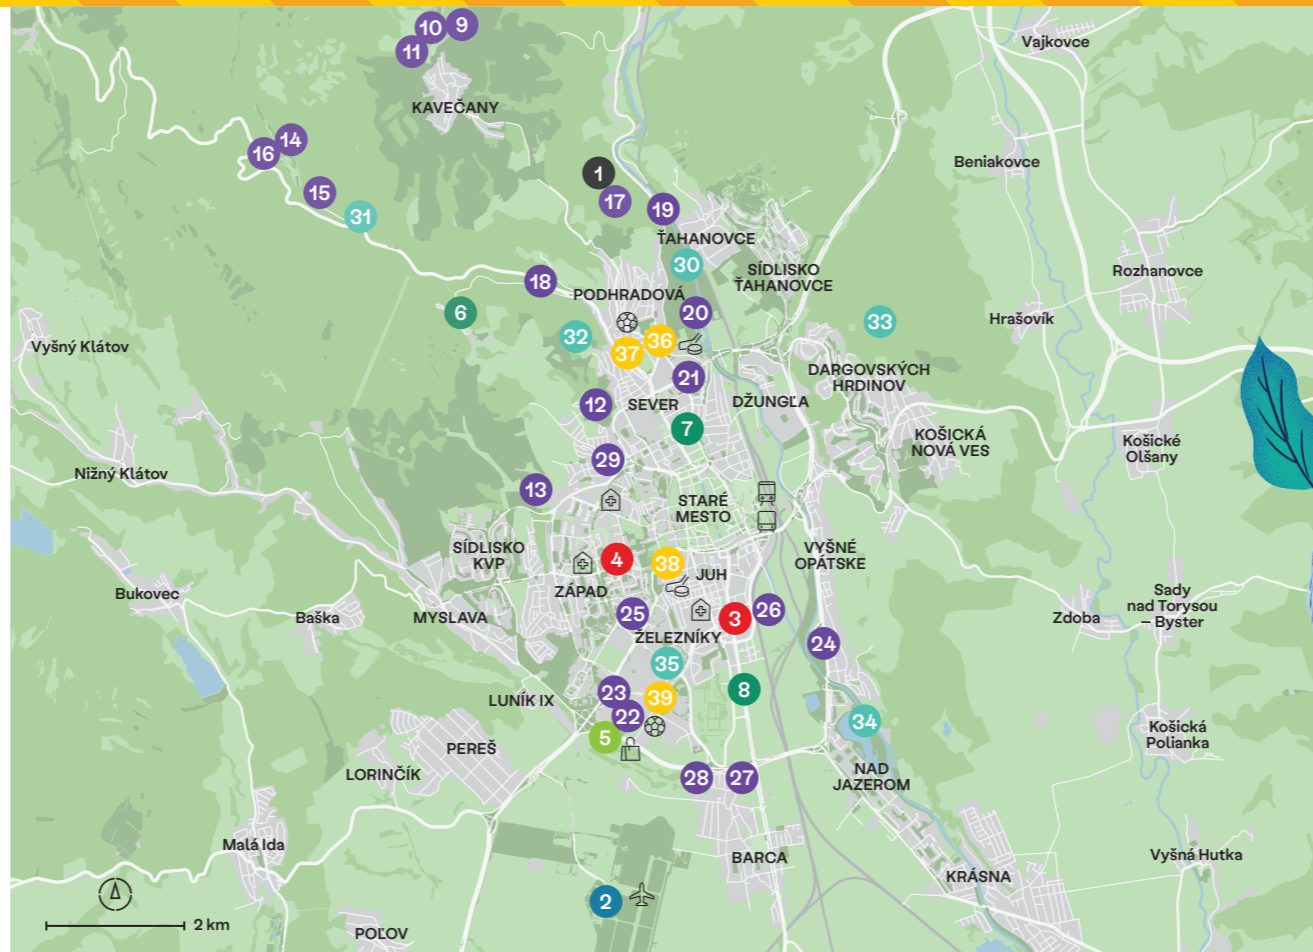 10
9
Vajkovce
11
KAVEČANY
14
16
Beniakovce
1
15
17
19
31
ŤAHANOVCE
30
SÍDLISKO
ŤAHANOVCE
Rozhanovce
18
PODHRADOVÁ
6
20
33
Hrašovík
32
36
Vyšný Klátov
37
DARGOVSKÝCH
HRDINOV
21
12
SEVER
DŽUNGĽA
7
KOŠICKÁ
NOVÁ VES
Košické
Olšany
29
Nižný Klátov
13
STARÉ
MESTO
SÍDLISKO
KVP
4
38
VYŠNÉ
OPÁTSKE
JUH
Bukovec
ZÁPAD
Sady
nad Torysou
– Byster
Baška
MYSLAVA
25
3
26
Zdoba
ŽELEZNÍKY
24
35
23
39
8
LUNÍK IX
22
34
5
Košická
Polianka
PEREŠ
LORINČÍK
28
27
NAD
JAZEROM
Malá Ida
BARCA
Vyšná Hutka
KRÁSNA
2
2 km
POĽOV